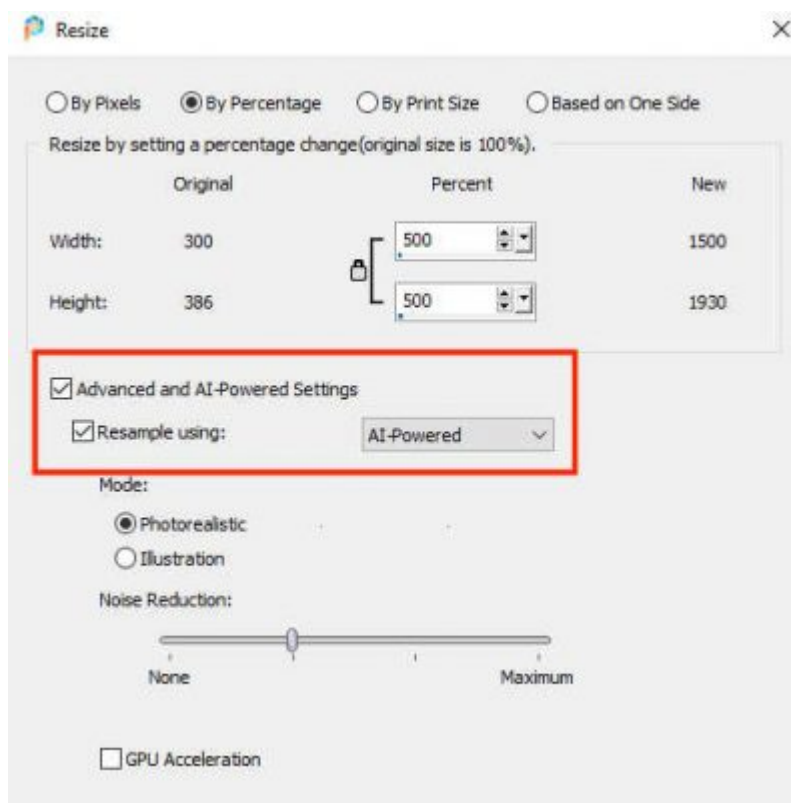 Resize
By Pixels By Percentage By Print Size Based on One Side
Resize by setting a percentage change(original size is 100%).
Original Percent New
Width: 300 500 1500
Height: 386 500 1930
Advanced and AI-Powered Settings
Resample using: AI-Powered
Mode:
Photorealistic
Illustration
Noise Reduction:
None Maximum
GPU Acceleration